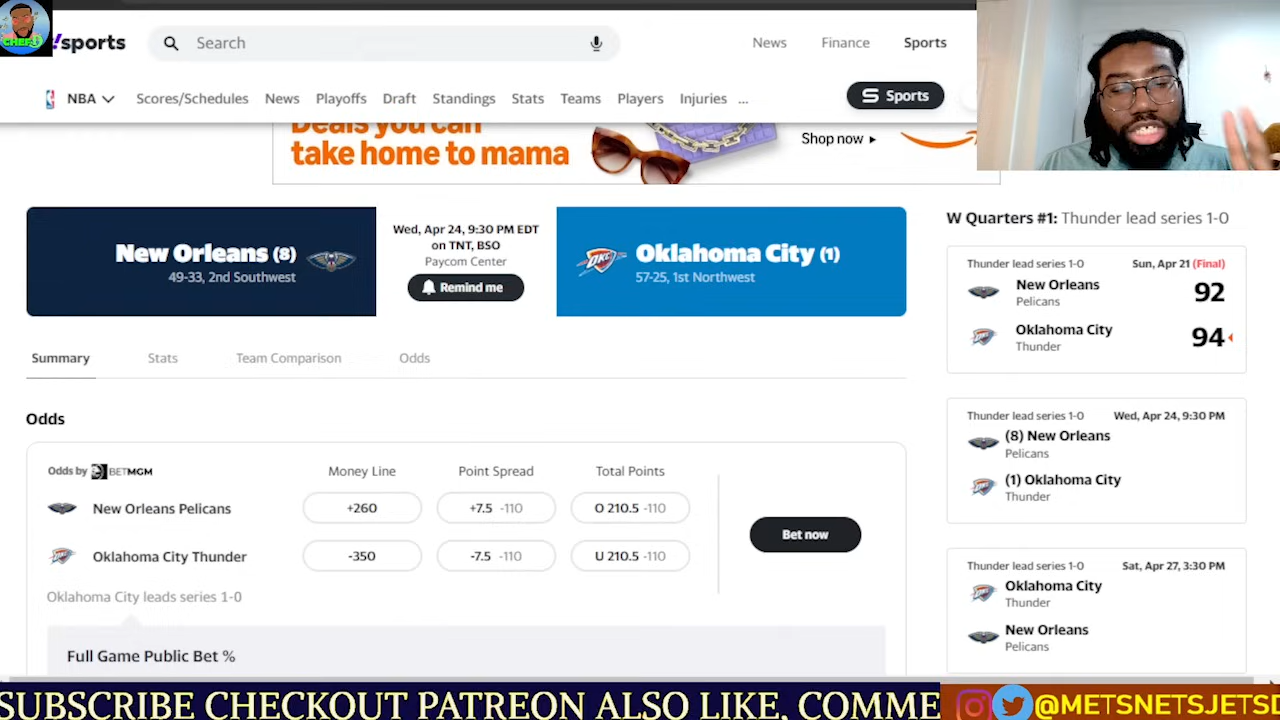 CHEF
!sports
Search
News
Finance
Sports
NBA
Scores/Schedules
News
Playoffs
Draft
Standings
Stats
Teams
Players
Injuries
...
S Sports
Deals you can
take home to mama
Shop now
New Orleans (8)
49-33, 2nd Southwest
Wed, Apr 24, 9:30 PM EDT
on TNT, BSO
Paycom Center
Remind me
OKC
Oklahoma City (1)
57-25, 1st Northwest
W Quarters #1: Thunder lead series 1-0
Thunder lead series 1-0
Sun, Apr 21 (Final)
New Orleans
Pelicans
92
Oklahoma City
Thunder
94
Thunder lead series 1-0
Wed, Apr 24, 9:30 PM
(8) New Orleans
Pelicans
(1) Oklahoma City
Thunder
Thunder lead series 1-0
Sat, Apr 27, 3:30 PM
Oklahoma City
Thunder
New Orleans
Pelicans
Summary
Stats
Team Comparison
Odds
Odds
Odds by BETMGM
Money Line
Point Spread
Total Points
New Orleans Pelicans
+260
+7.5 -110
O 210.5 -110
Oklahoma City Thunder
-350
-7.5 -110
U 210.5 -110
Bet now
Oklahoma City leads series 1-0
Full Game Public Bet %
SUBSCRIBE CHECKOUT PATREON ALSO LIKE, COMME
@METSNETSJETSL